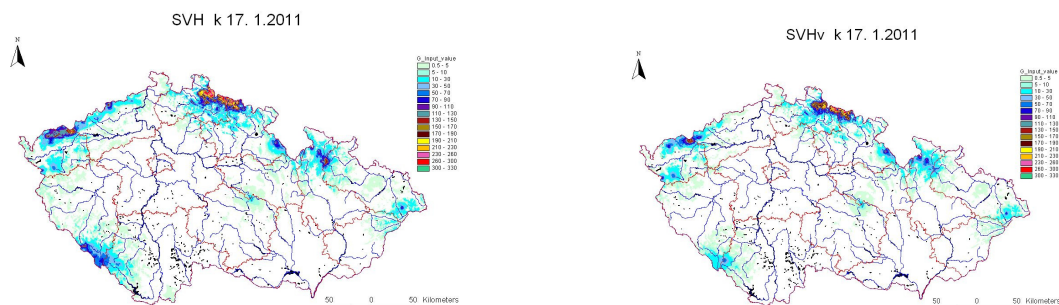 SVH k 17. 1.2011
N
G_input_value
0.5 - 5
5 - 10
10 - 30
30 - 50
50 - 70
70 - 90
90 - 110
110 - 130
130 - 150
150 - 170
170 - 190
190 - 210
210 - 230
230 - 260
260 - 300
300 - 330
50 0 50 Kilometers
SVHv k 17. 1.2011
N
G_input_value
0.5 - 5
5 - 10
10 - 30
30 - 50
50 - 70
70 - 90
90 - 110
110 - 130
130 - 150
150 - 170
170 - 190
190 - 210
210 - 230
230 - 260
260 - 300
300 - 330
50 0 50 Kilometers